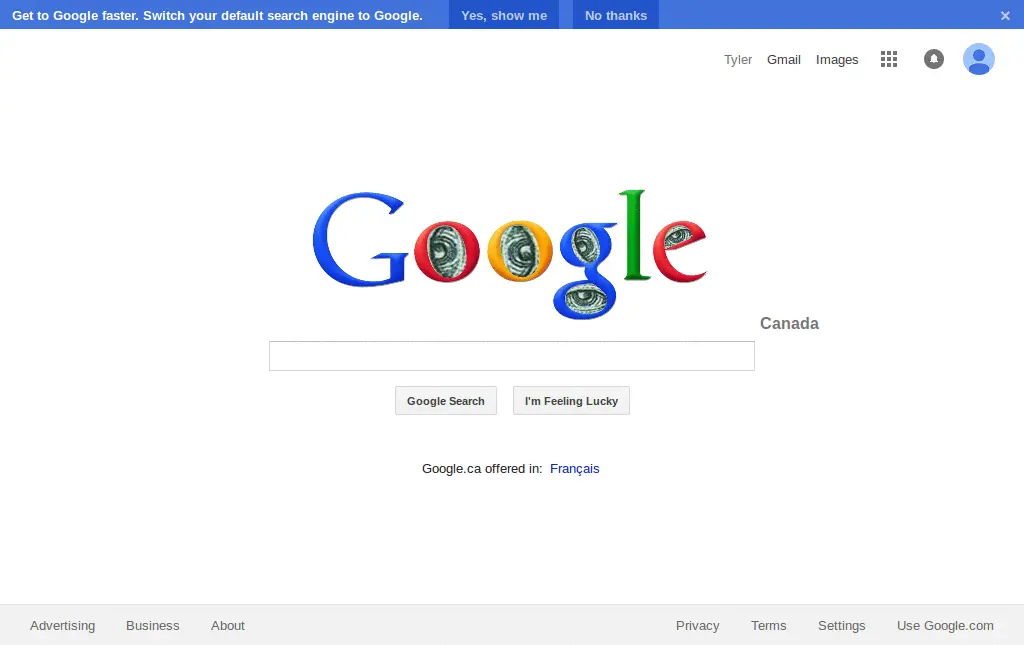 Get to Google faster. Switch your default search engine to Google. Yes, show me No thanks ×
Tyler Gmail Images
Google
Canada
Google Search I'm Feeling Lucky
Google.ca offered in: Français
Advertising Business About Privacy Terms Settings Use Google.com